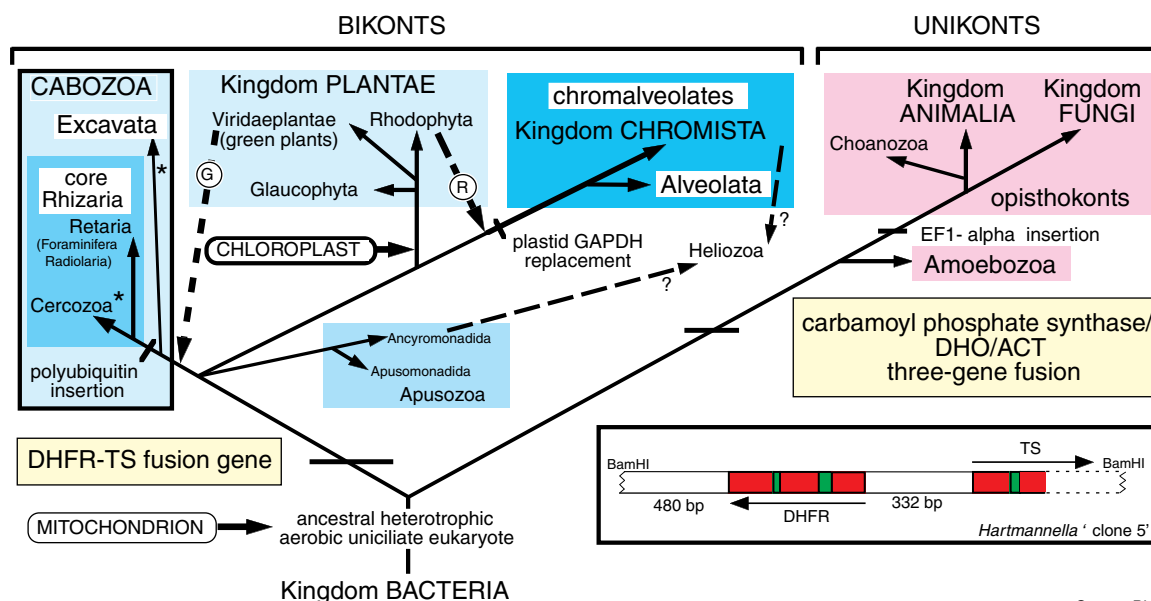 BIKONTS
UNIKONTS
CABOZOA
Excavata
*
core
Rhizaria
Retaria
(Foraminifera
Radiolaria)
Cercozoa*
polyubiquitin
insertion
Kingdom PLANTAE
Viridaeplantae
(green plants)
Rhodophyta
G
R
Glaucophyta
CHLOROPLAST
chromalveolates
Kingdom CHROMISTA
Alveolata
plastid GAPDH
replacement
?
Heliozoa
?
Ancyromonadida
Apusomonadida
Apusozoa
Kingdom
ANIMALIA
Kingdom
FUNGI
Choanozoa
opisthokonts
EF1- alpha insertion
Amoebozoa
carbamoyl phosphate synthase/
DHO/ACT
three-gene fusion
DHFR-TS fusion gene
MITOCHONDRION
ancestral heterotrophic
aerobic uniciliate eukaryote
Kingdom BACTERIA
TS
BamHI
BamHI
480 bp
332 bp
DHFR
Hartmannella ‘ clone 5’